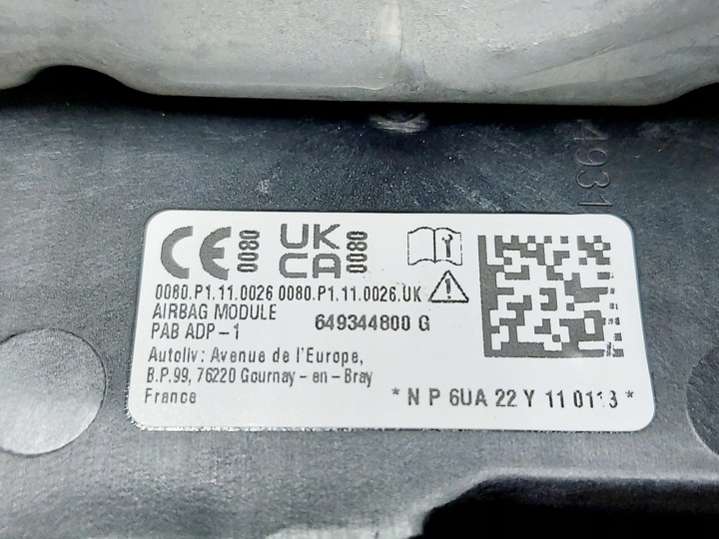 4931
CE 0080 UK CA 0080
0080.P1.11.0026 0080.P1.11.0026.UK
AIRBAG MODULE
PAB ADP-1 649344800 G
Autoliv: Avenue de l'Europe,
B.P.99, 76220 Gournay-en-Bray
France
*N P 6UA 22 Y 11 0113*